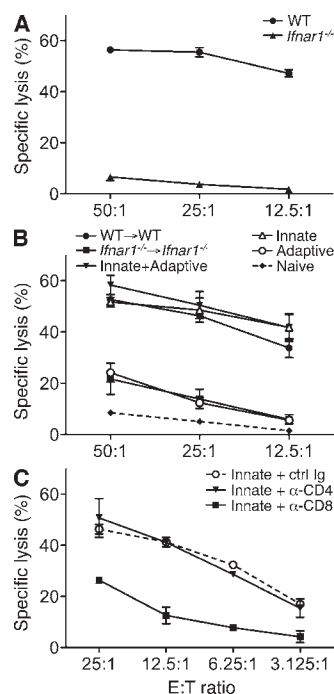 A
WT
Ifnar1-/-
Specific lysis (%)
60
40
20
0
50:1 25:1 12.5:1
B
WT→WT
Ifnar1-/-→Ifnar1-/-
Innate+Adaptive
Innate
Adaptive
Naive
Specific lysis (%)
60
40
20
0
50:1 25:1 12.5:1
C
Innate + ctrl Ig
Innate + α-CD4
Innate + α-CD8
Specific lysis (%)
60
40
20
0
25:1 12.5:1 6.25:1 3.125:1
E:T ratio